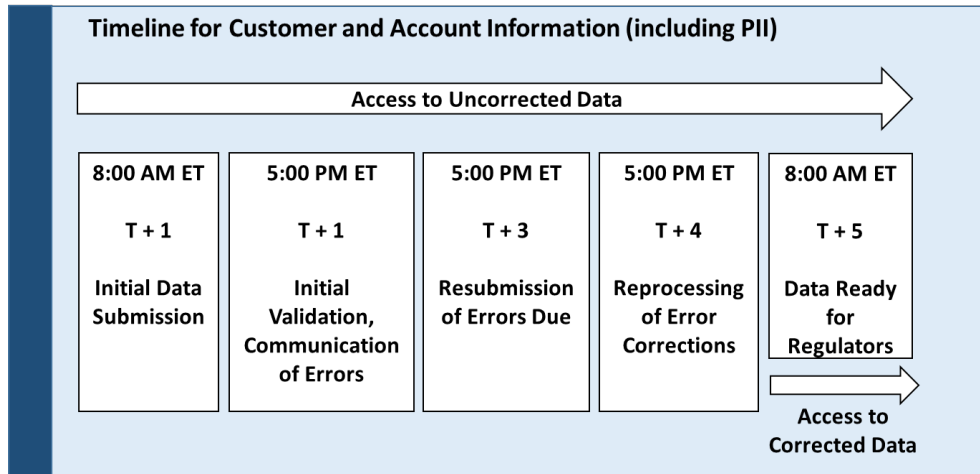 Timeline for Customer and Account Information (including PII)
Access to Uncorrected Data
8:00 AM ET
T + 1
Initial Data
Submission
5:00 PM ET
T + 1
Initial
Validation,
Communication
of Errors
5:00 PM ET
T + 3
Resubmission
of Errors Due
5:00 PM ET
T + 4
Reprocessing
of Error
Corrections
8:00 AM ET
T + 5
Data Ready
for
Regulators
Access to
Corrected Data